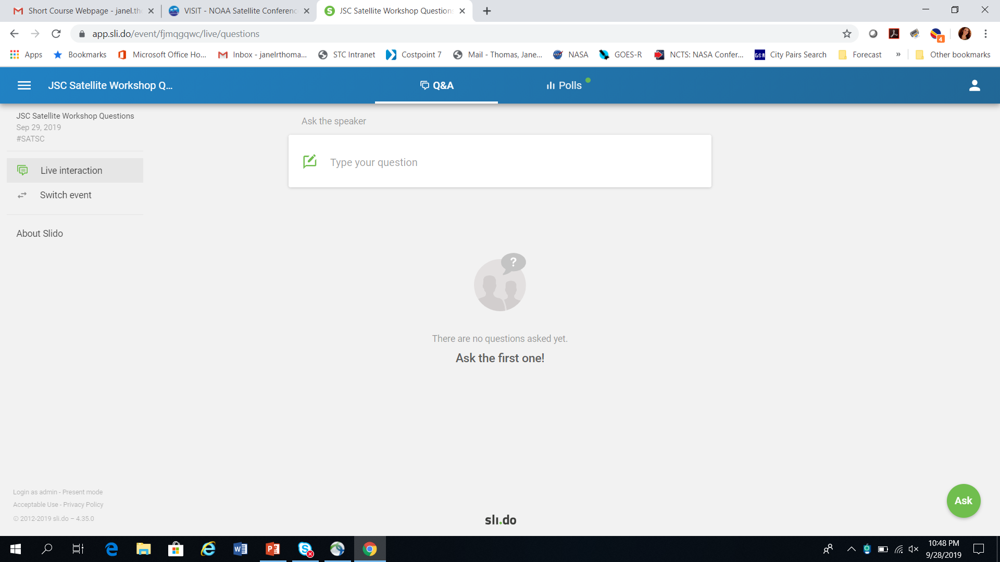 Short Course Webpage - janel.th
VISIT - NOAA Satellite Conferenc
JSC Satellite Workshop Questions
app.sli.do/event/fjmqgqwc/live/questions
4
Apps
Bookmarks
Microsoft Office Ho...
Inbox - janelrthoma...
STC Intranet
Costpoint 7
Mail - Thomas, Jane...
NASA
GOES-R
NCTS: NASA Confer...
GSA
City Pairs Search
Forecast
»
Other bookmarks
JSC Satellite Workshop Q...
Q&A
Polls
JSC Satellite Workshop Questions
Sep 29, 2019
#SATSC
Live interaction
Switch event
About Slido
Ask the speaker
Type your question
?
There are no questions asked yet.
Ask the first one!
Login as admin - Present mode
Acceptable Use - Privacy Policy
© 2012-2019 sli.do – 4.35.0
sli.do
Ask
10:48 PM
9/28/2019